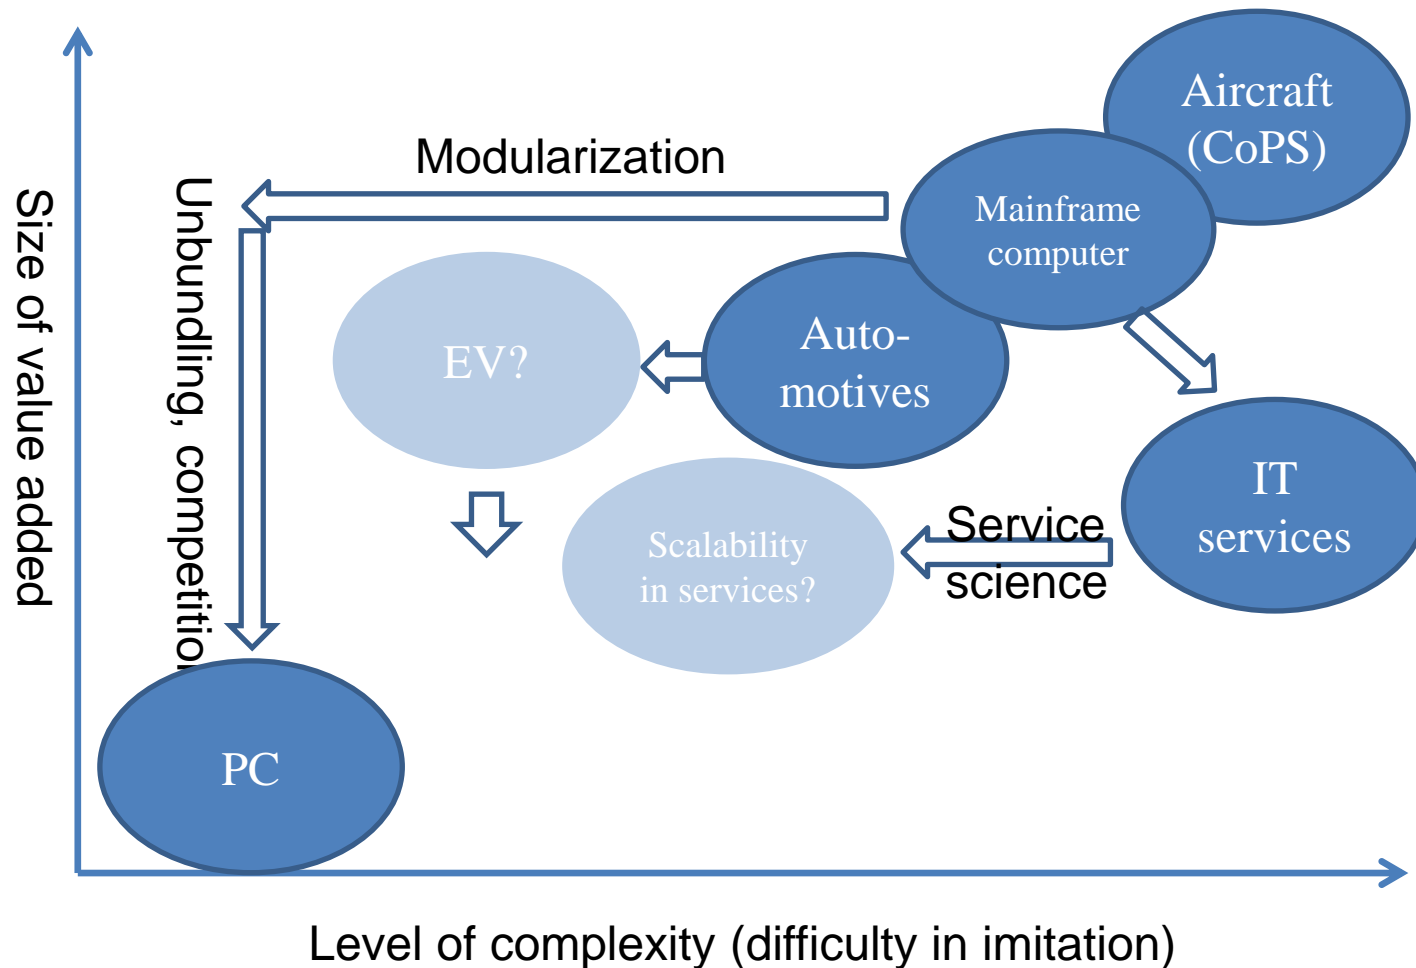 Aircraft
(CoPS)
Modularization
Mainframe
computer
Size of value added
Unbundling, competition
EV?
Auto-
motives
IT
services
Scalability
in services?
Service
science
PC
Level of complexity (difficulty in imitation)